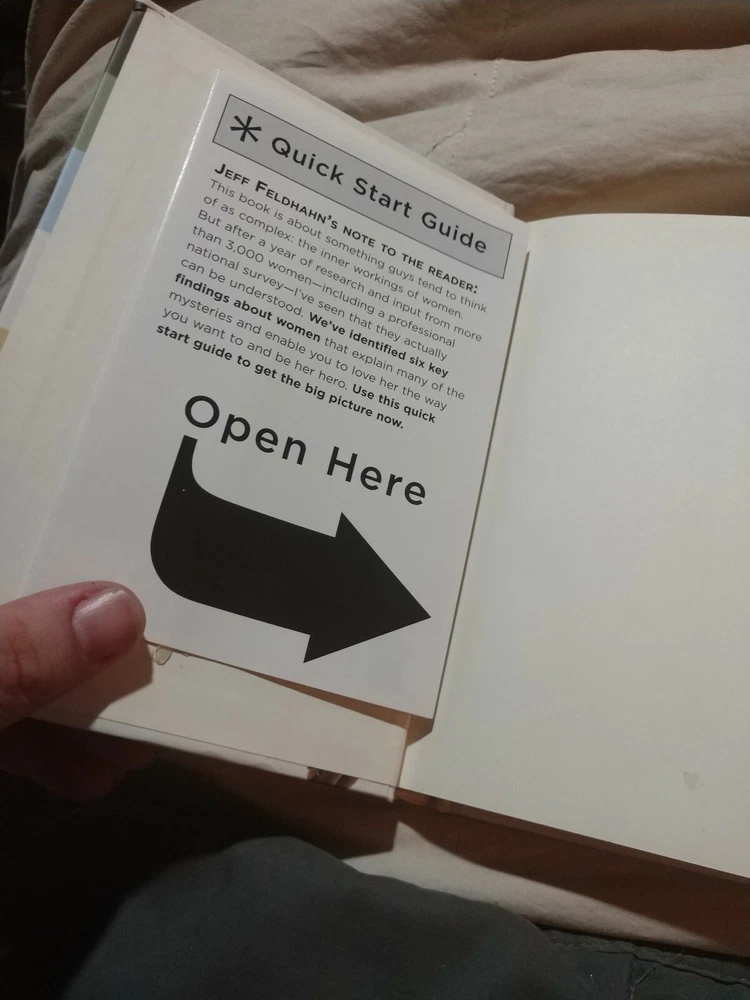 * Quick Start Guide
Jeff Feldhahn's note to the reader:
This book is about something guys tend to think
of as complex: the inner workings of women.
But after a year of research and input from more
than 3,000 women—including a professional
national survey—I've seen that they actually
can be understood. We've identified six key
findings about women that explain many of the
mysteries and enable you to love her the way
you want to and be her hero. Use this quick
start guide to get the big picture now.
Open Here